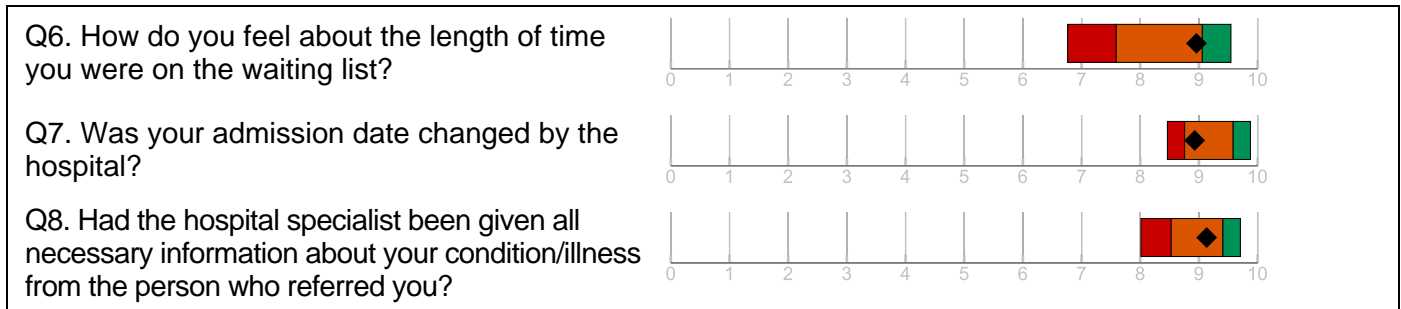 Q6. How do you feel about the length of time
you were on the waiting list?
0 1 2 3 4 5 6 7 8 9 10
Q7. Was your admission date changed by the
hospital?
0 1 2 3 4 5 6 7 8 9 10
Q8. Had the hospital specialist been given all
necessary information about your condition/illness
from the person who referred you?
0 1 2 3 4 5 6 7 8 9 10